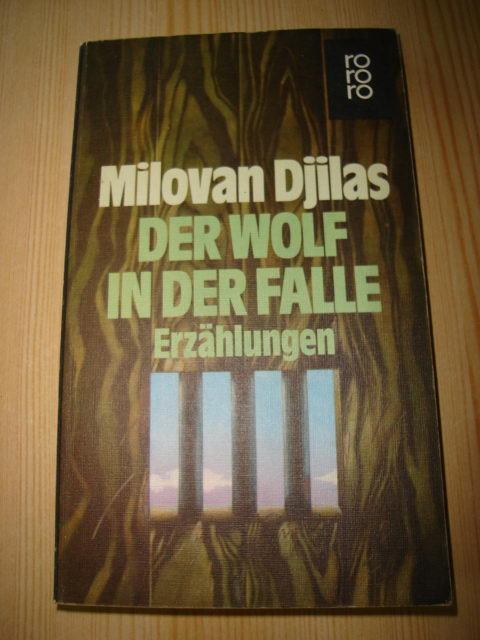 ro
ro
ro
Milovan Djilas
DER WOLF
IN DER FALLE
Erzählungen